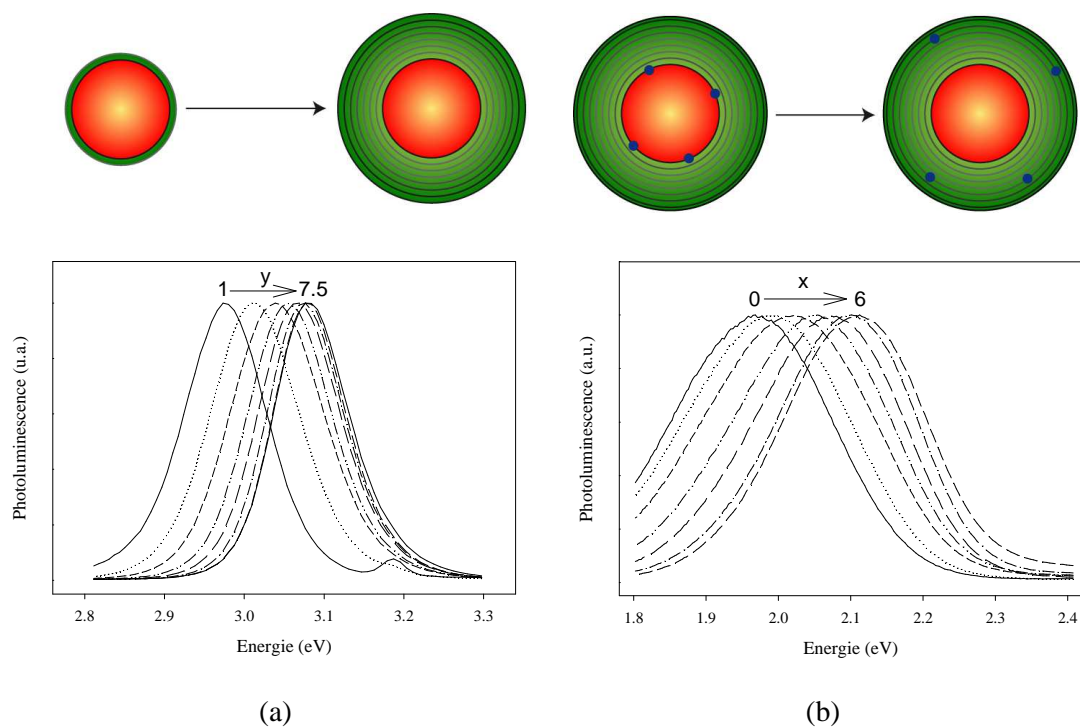 y
1 7.5
Photoluminescence (u.a.)
2.8 2.9 3.0 3.1 3.2 3.3
Energie (eV)
(a)
x
0 6
Photoluminescence (a.u.)
1.8 1.9 2.0 2.1 2.2 2.3 2.4
Energie (eV)
(b)